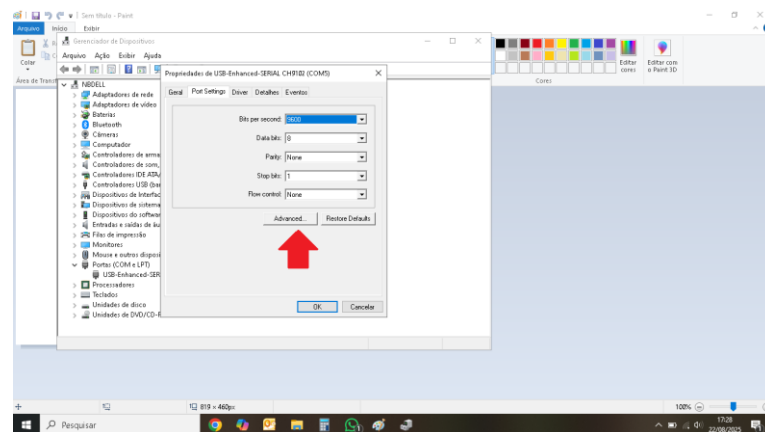 Sem título - Paint
Arquivo Início Exibir
Colar
Área de Transf
Gerenciador de Dispositivos
Arquivo Ação Exibir Ajuda
NBDELL
Adaptadores de rede
Adaptadores de vídeo
Baterias
Bluetooth
Câmeras
Computador
Controladores de arma
Controladores de som,
Controladores IDE ATA/
Controladores USB (bar
Dispositivos de Interfac
Dispositivos de sistema
Dispositivos do softwar
Entradas e saídas de áu
Filas de impressão
Monitores
Mouse e outros disposi
Portas (COM e LPT)
USB-Enhanced-SER
Processadores
Teclados
Unidades de disco
Unidades de DVD/CD-R
Propriedades de USB-Enhanced-SERIAL CH9102 (COM5)
Geral Port Settings Driver Detalhes Eventos
Bits per second: 9600
Data bits: 8
Parity: None
Stop bits: 1
Flow control: None
Advanced... Restore Defaults
OK Cancelar
Editar cores
Editar com o Paint 3D
Cores
819 × 460px
100%
Pesquisar
17:28
22/08/2025